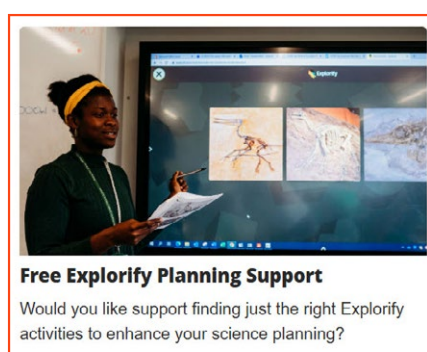 Explorify
Free Explorify Planning Support
Would you like support finding just the right Explorify
activities to enhance your science planning?